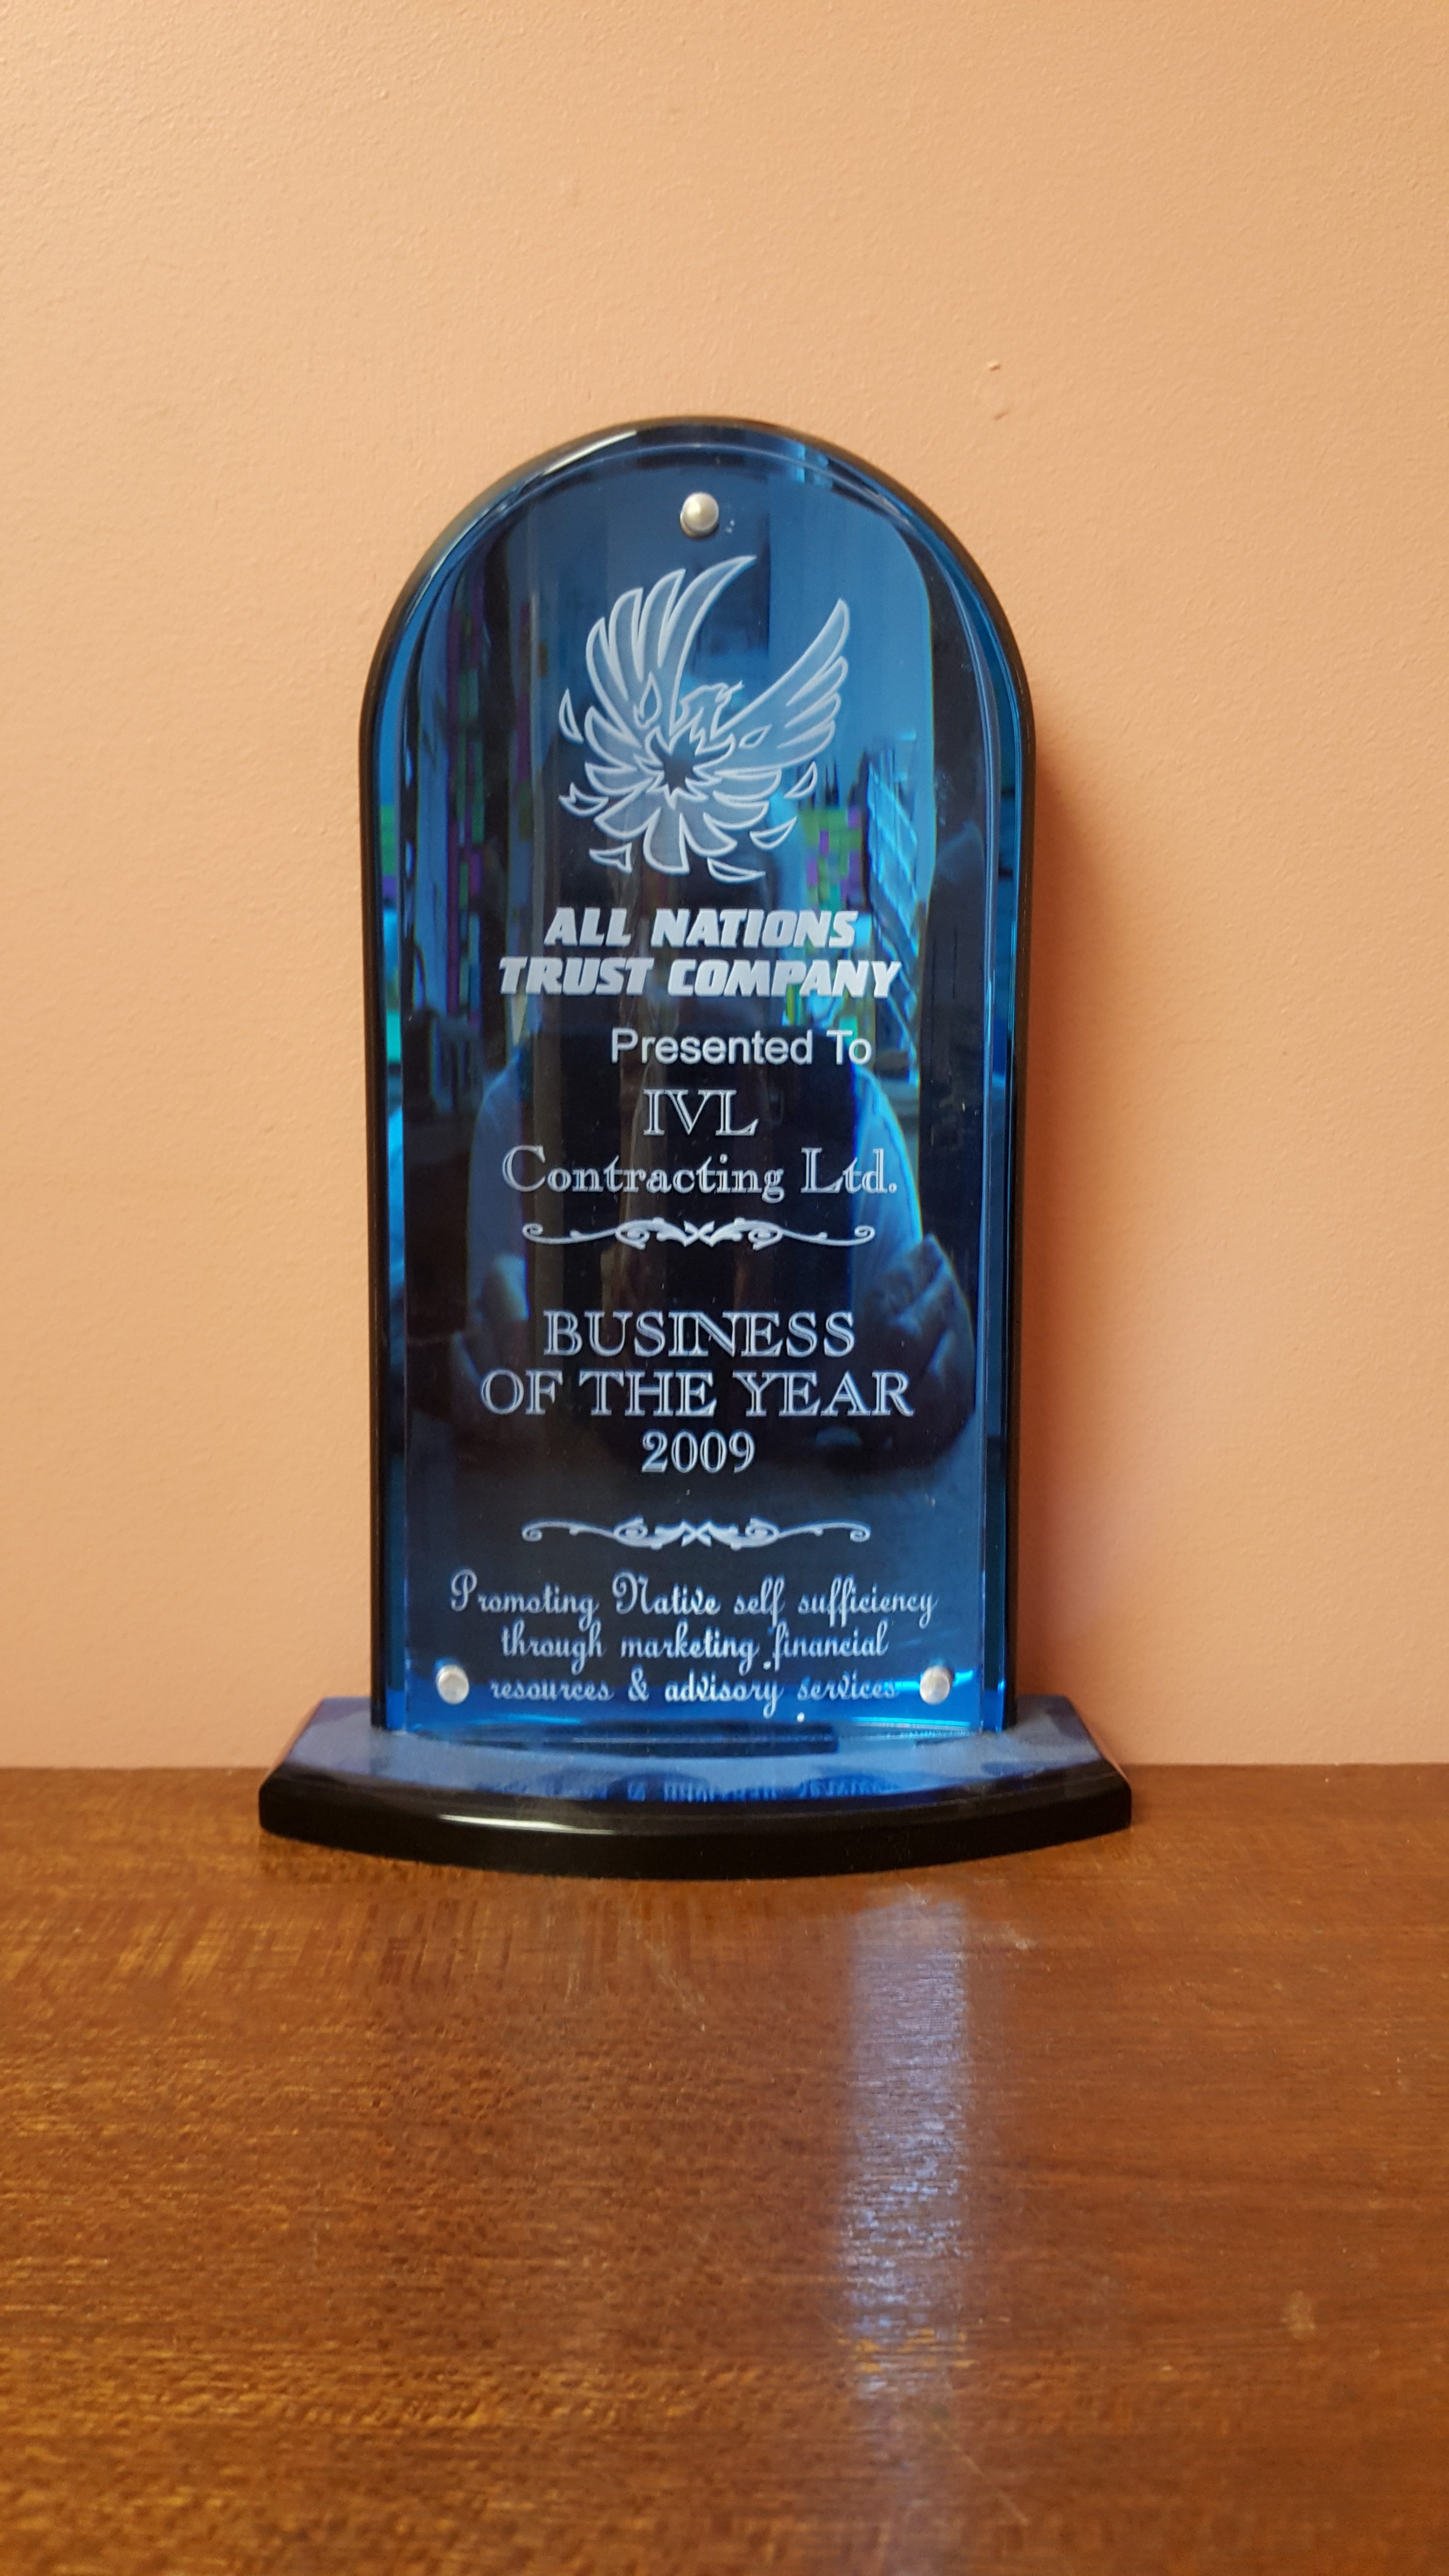 ALL NATIONS
TRUST COMPANY
Presented To
IVL
Contracting Ltd.
BUSINESS
OF THE YEAR
2009
Promoting Native self sufficiency
through marketing financial
resources & advisory services